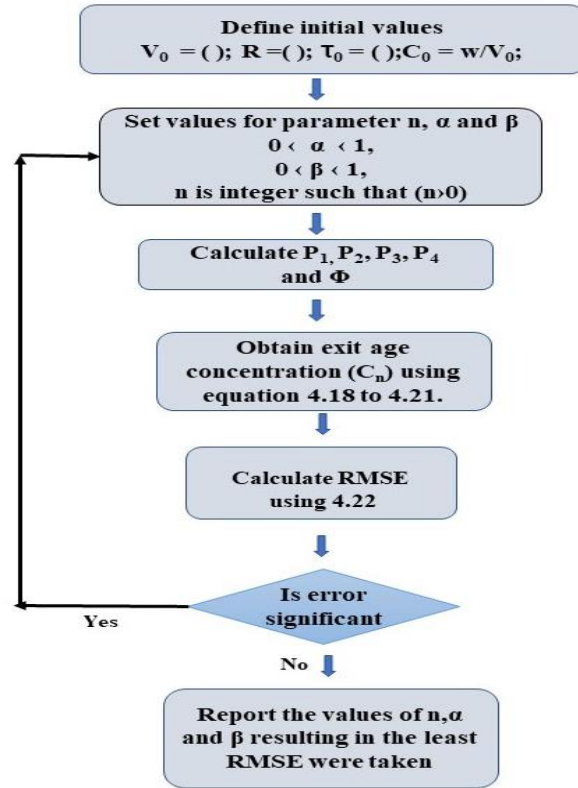 Define initial values
V₀ = ( ); R =( ); τ₀ = ( );C₀ = w/V₀;
Set values for parameter n, α and β
0 ‹ α ‹ 1,
0 ‹ β ‹ 1,
n is integer such that (n›0)
Calculate P₁, P₂, P₃, P₄
and Φ
Obtain exit age
concentration (Cₙ) using
equation 4.18 to 4.21.
Calculate RMSE
using 4.22
Is error
significant
Yes
No
Report the values of n,α
and β resulting in the least
RMSE were taken